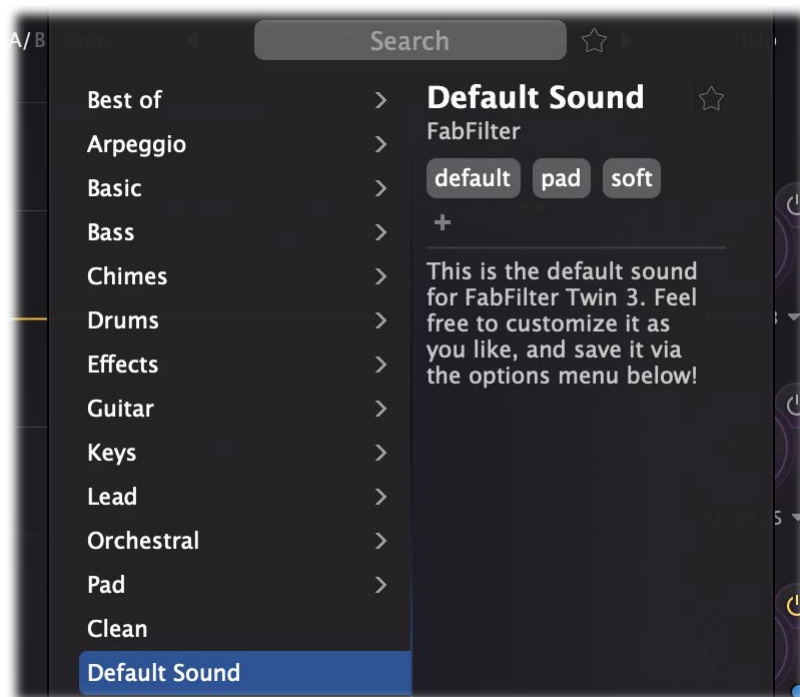 A/B Copy
Search
Help
Best of
Arpeggio
Basic
Bass
Chimes
Drums
Effects
Guitar
Keys
Lead
Orchestral
Pad
Clean
Default Sound
Default Sound
FabFilter
default pad soft
+
This is the default sound
for FabFilter Twin 3. Feel
free to customize it as
you like, and save it via
the options menu below!